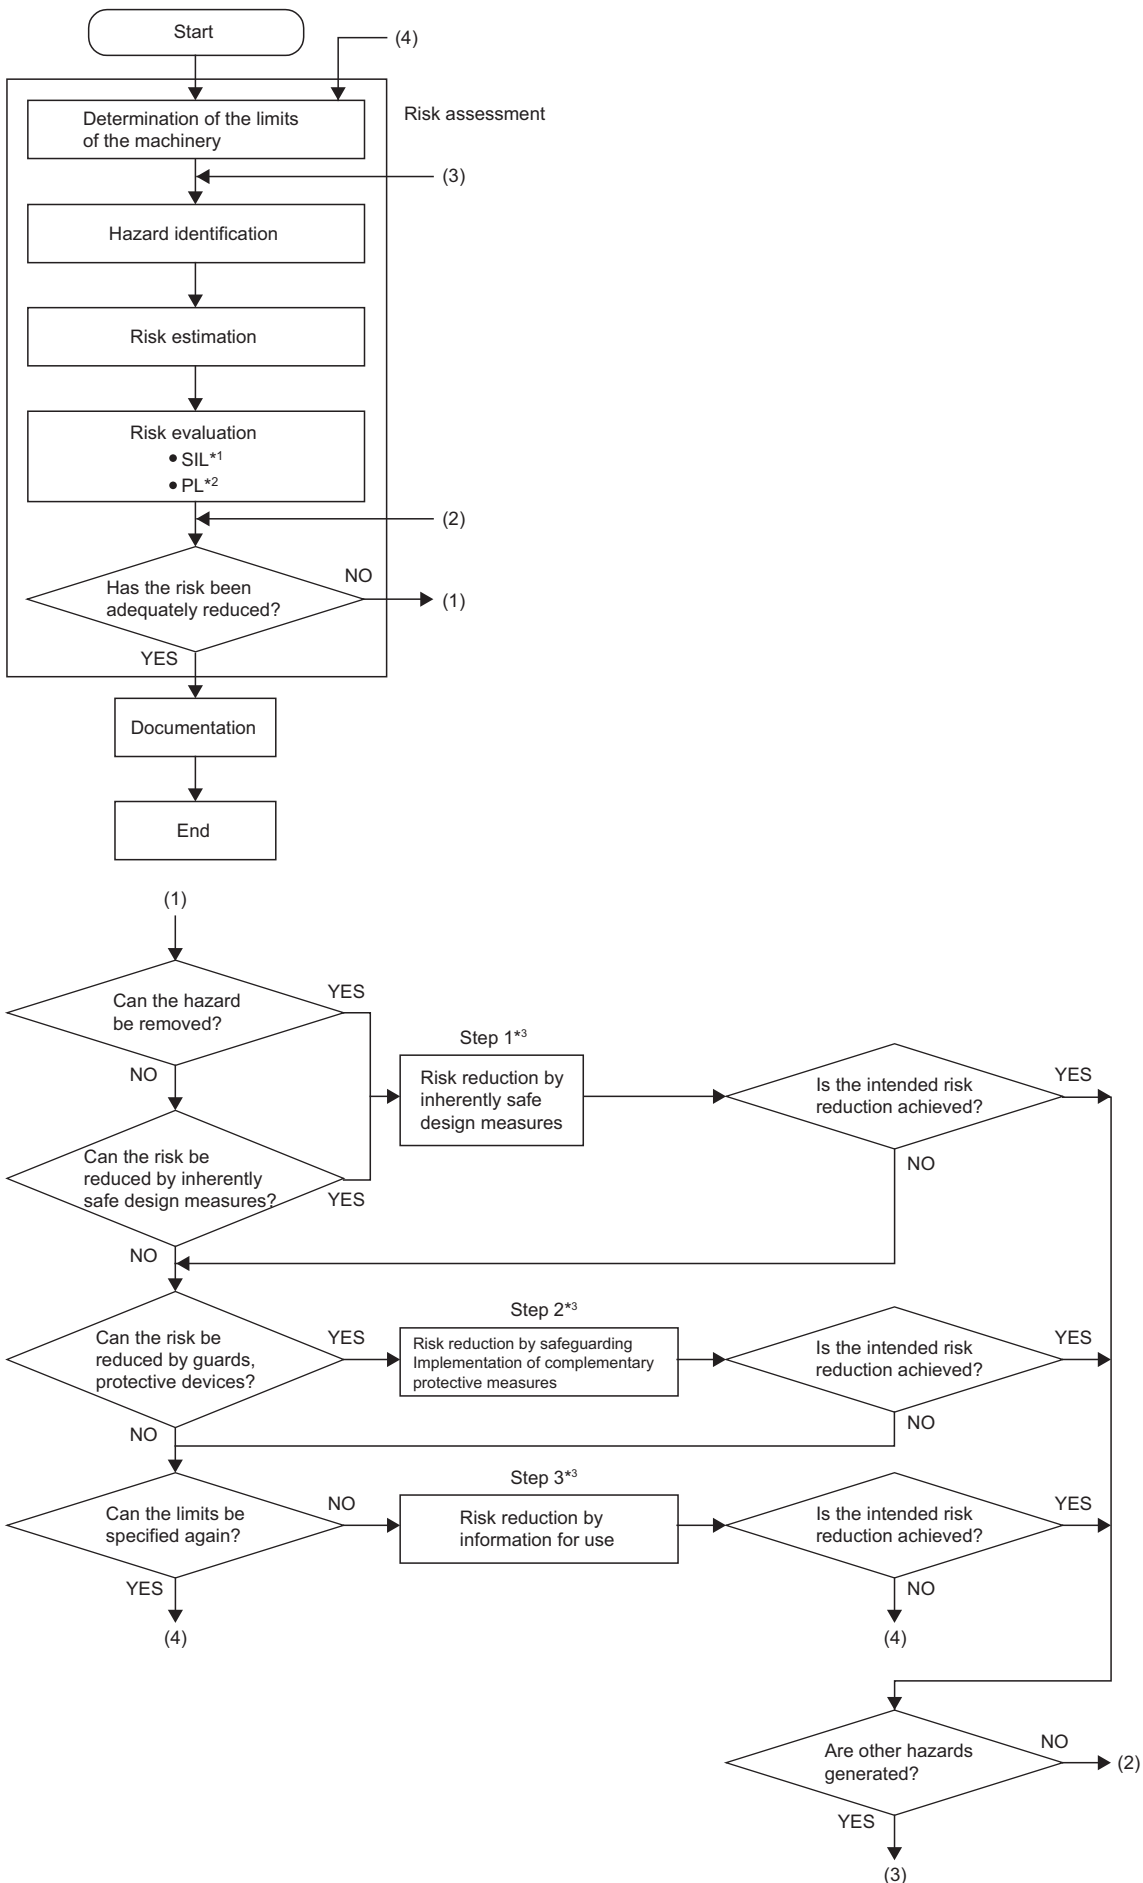 Start
(4)
Determination of the limits
of the machinery
Risk assessment
(3)
Hazard identification
Risk estimation
Risk evaluation
● SIL*1
● PL*2
(2)
Has the risk been
adequately reduced?
NO
(1)
YES
Documentation
End
(1)
Can the hazard
be removed?
YES
NO
Step 1*3
Risk reduction by
inherently safe
design measures
Is the intended risk
reduction achieved?
YES
NO
Can the risk be
reduced by inherently
safe design measures?
YES
NO
Can the risk be
reduced by guards,
protective devices?
YES
NO
Step 2*3
Risk reduction by safeguarding
Implementation of complementary
protective measures
Is the intended risk
reduction achieved?
YES
NO
Can the limits be
specified again?
NO
YES
(4)
Step 3*3
Risk reduction by
information for use
Is the intended risk
reduction achieved?
YES
NO
(4)
Are other hazards
generated?
NO
(2)
YES
(3)